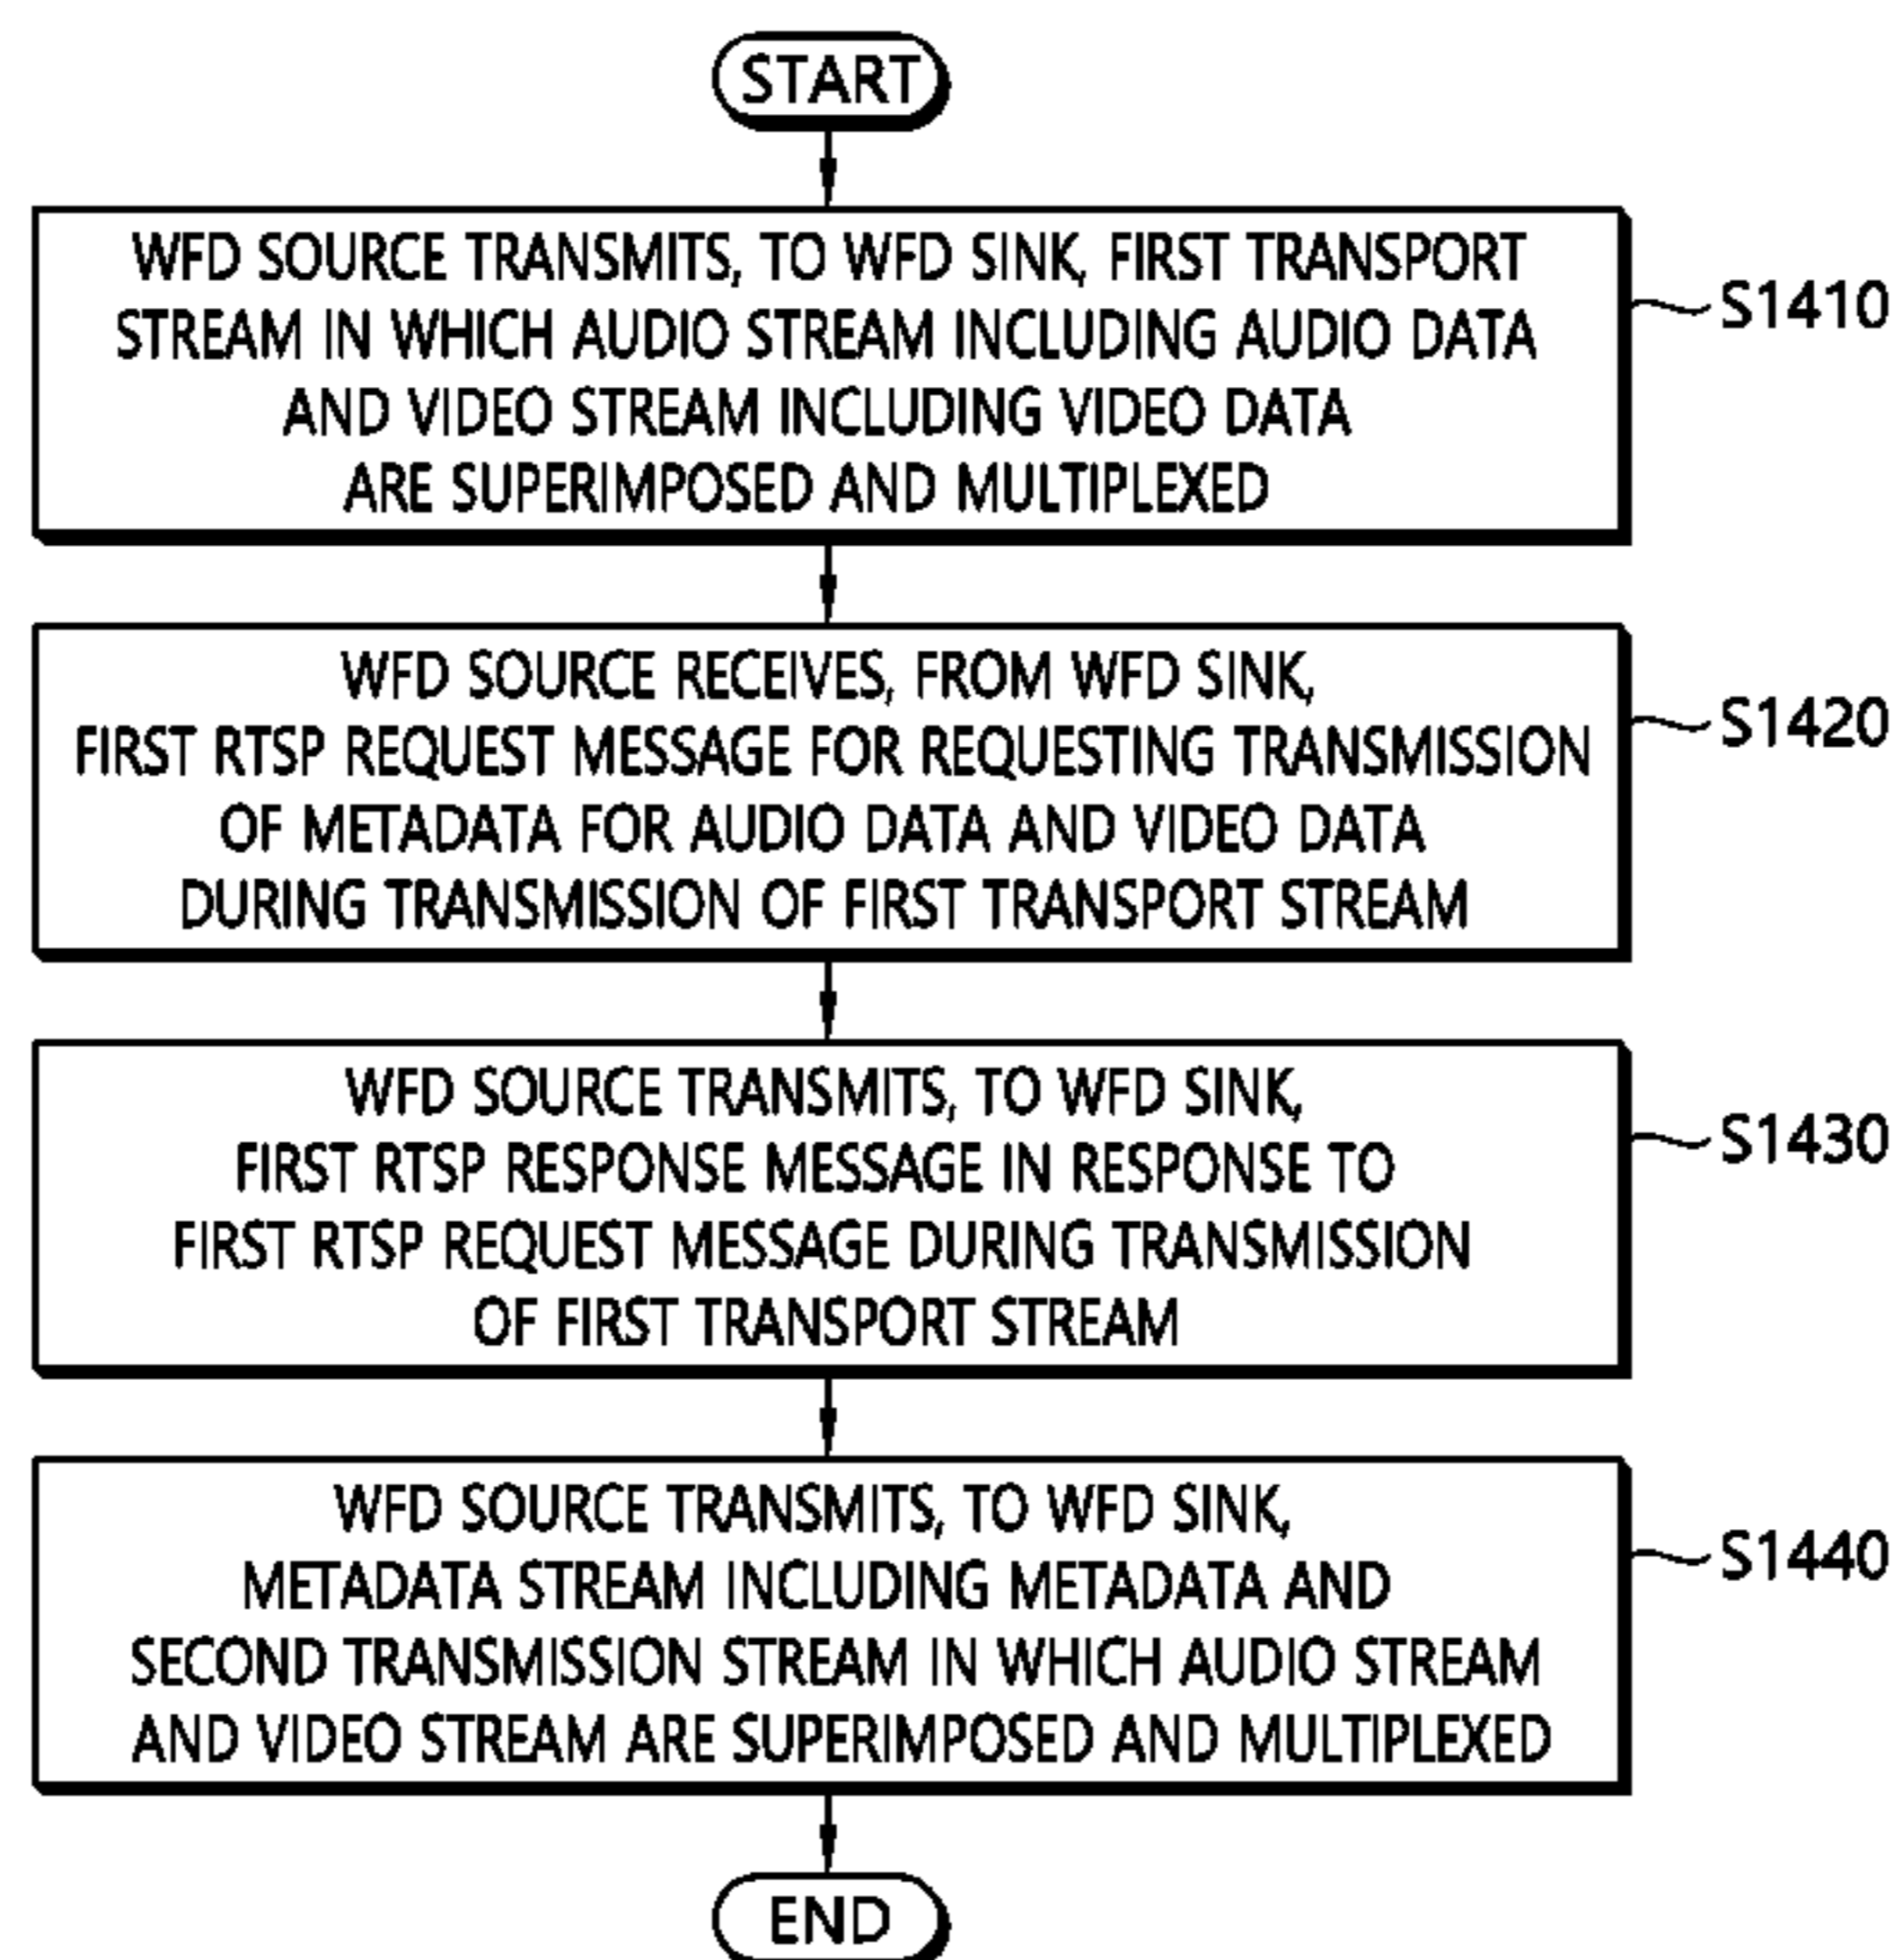 START
WFD SOURCE TRANSMITS, TO WFD SINK, FIRST TRANSPORT
STREAM IN WHICH AUDIO STREAM INCLUDING AUDIO DATA
AND VIDEO STREAM INCLUDING VIDEO DATA
ARE SUPERIMPOSED AND MULTIPLEXED
S1410
WFD SOURCE RECEIVES, FROM WFD SINK,
FIRST RTSP REQUEST MESSAGE FOR REQUESTING TRANSMISSION
OF METADATA FOR AUDIO DATA AND VIDEO DATA
DURING TRANSMISSION OF FIRST TRANSPORT STREAM
S1420
WFD SOURCE TRANSMITS, TO WFD SINK,
FIRST RTSP RESPONSE MESSAGE IN RESPONSE TO
FIRST RTSP REQUEST MESSAGE DURING TRANSMISSION
OF FIRST TRANSPORT STREAM
S1430
WFD SOURCE TRANSMITS, TO WFD SINK,
METADATA STREAM INCLUDING METADATA AND
SECOND TRANSMISSION STREAM IN WHICH AUDIO STREAM
AND VIDEO STREAM ARE SUPERIMPOSED AND MULTIPLEXED
S1440
END